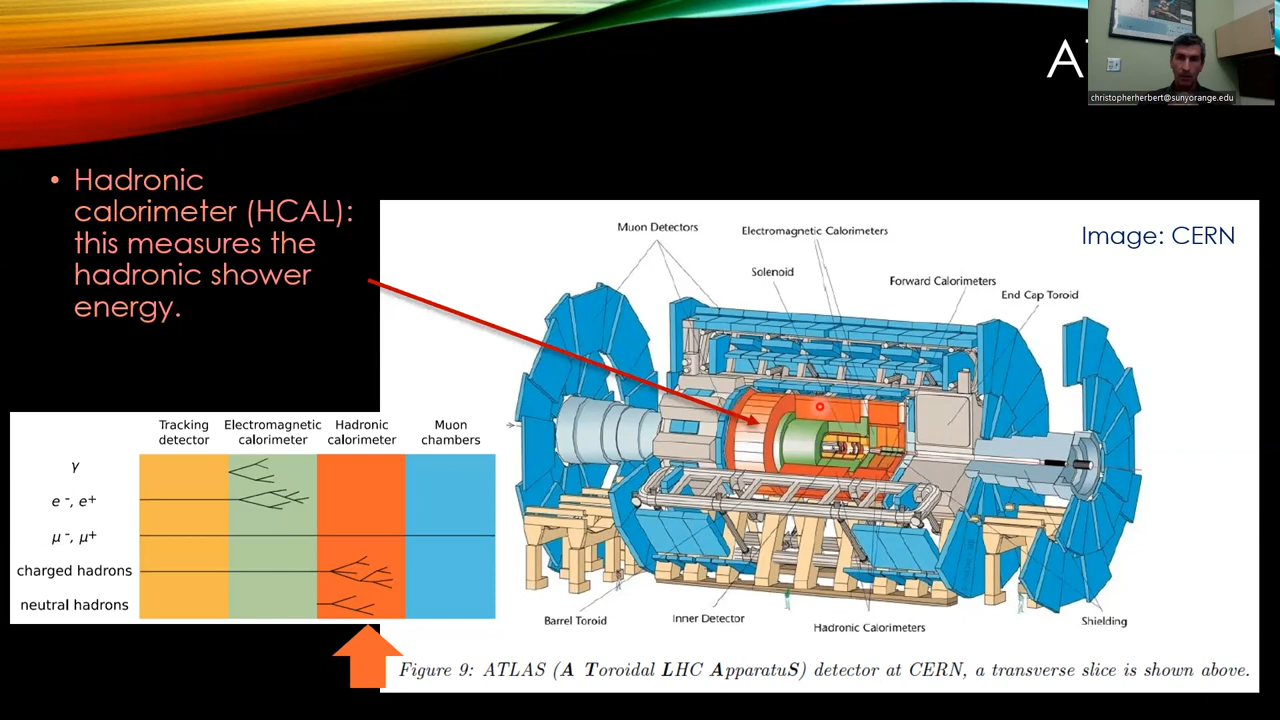 christopherherbert@sunyorange.edu
• Hadronic
calorimeter (HCAL):
this measures the
hadronic shower
energy.
Image: CERN
Muon Detectors
Electromagnetic Calorimeters
Solenoid
Forward Calorimeters
End Cap Toroid
Barrel Toroid
Inner Detector
Hadronic Calorimeters
Shielding
Tracking
detector
Electromagnetic
calorimeter
Hadronic
calorimeter
Muon
chambers
γ
e⁻, e⁺
μ⁻, μ⁺
charged hadrons
neutral hadrons
Figure 9: ATLAS (A Toroidal LHC ApparatuS) detector at CERN, a transverse slice is shown above.